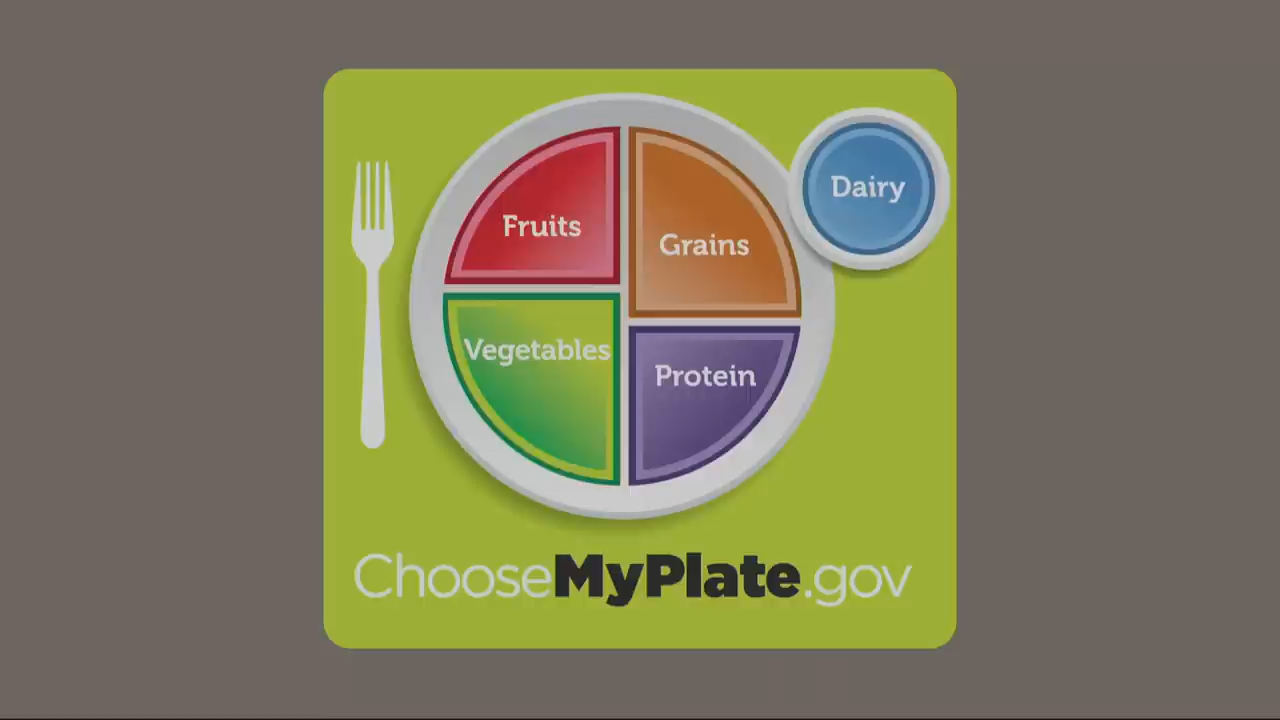 Fruits
Grains
Dairy
Vegetables
Protein
ChooseMyPlate.gov